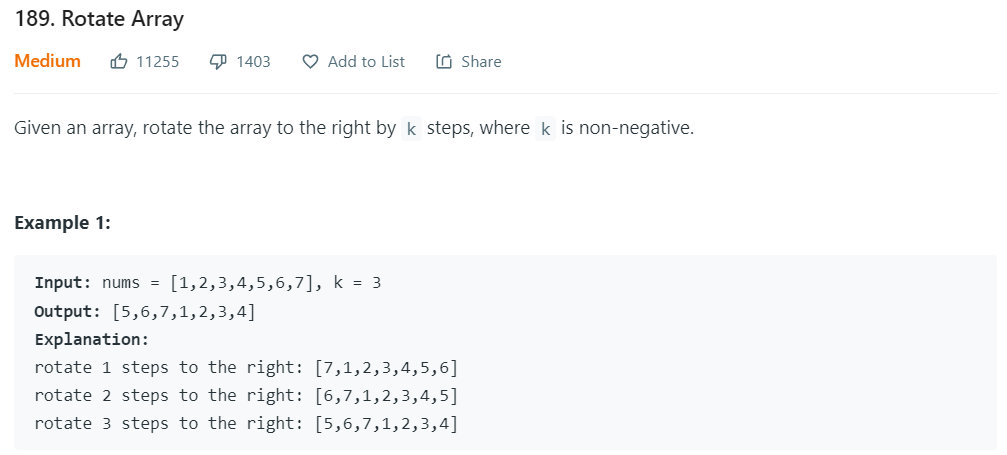 189. Rotate Array
Medium 11255 1403 Add to List Share
Given an array, rotate the array to the right by k steps, where k is non-negative.
Example 1:
Input: nums = [1,2,3,4,5,6,7], k = 3
Output: [5,6,7,1,2,3,4]
Explanation:
rotate 1 steps to the right: [7,1,2,3,4,5,6]
rotate 2 steps to the right: [6,7,1,2,3,4,5]
rotate 3 steps to the right: [5,6,7,1,2,3,4]